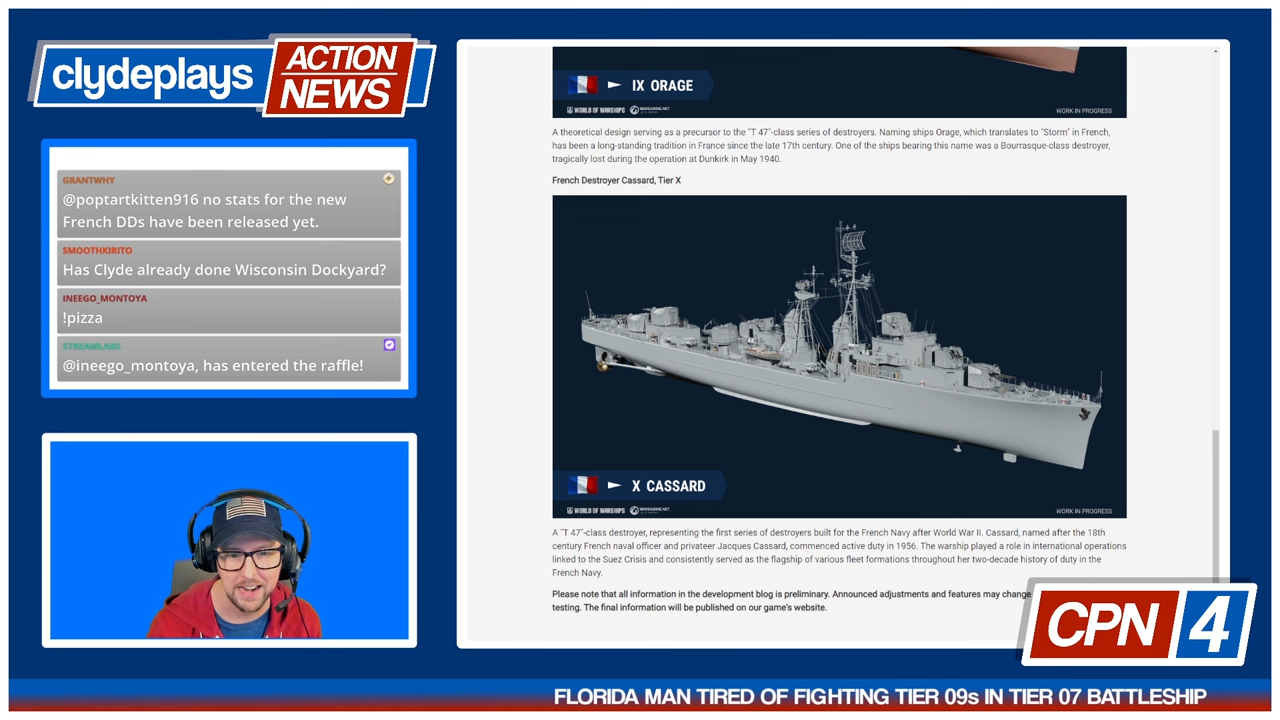 clydeplays
ACTION
NEWS
GRANTWHY
@poptartkitten916 no stats for the new
French DDs have been released yet.
SMOOTHKIRITO
Has Clyde already done Wisconsin Dockyard?
INEEGO_MONTOYA
!pizza
STREAMLABS
@ineego_montoya, has entered the raffle!
IX ORAGE
WORLD OF WARSHIPS WARGAMING.NET
WORK IN PROGRESS
A theoretical design serving as a precursor to the "T 47"-class series of destroyers. Naming ships Orage, which translates to "Storm" in French,
has been a long-standing tradition in France since the late 17th century. One of the ships bearing this name was a Bourrasque-class destroyer,
tragically lost during the operation at Dunkirk in May 1940.
French Destroyer Cassard, Tier X
X CASSARD
WORLD OF WARSHIPS WARGAMING.NET
WORK IN PROGRESS
A "T 47"-class destroyer, representing the first series of destroyers built for the French Navy after World War II. Cassard, named after the 18th
century French naval officer and privateer Jacques Cassard, commenced active duty in 1956. The warship played a role in international operations
linked to the Suez Crisis and consistently served as the flagship of various fleet formations throughout her two-decade history of duty in the
French Navy.
Please note that all information in the development blog is preliminary. Announced adjustments and features may change
testing. The final information will be published on our game's website.
CPN 4
FLORIDA MAN TIRED OF FIGHTING TIER 09s IN TIER 07 BATTLESHIP